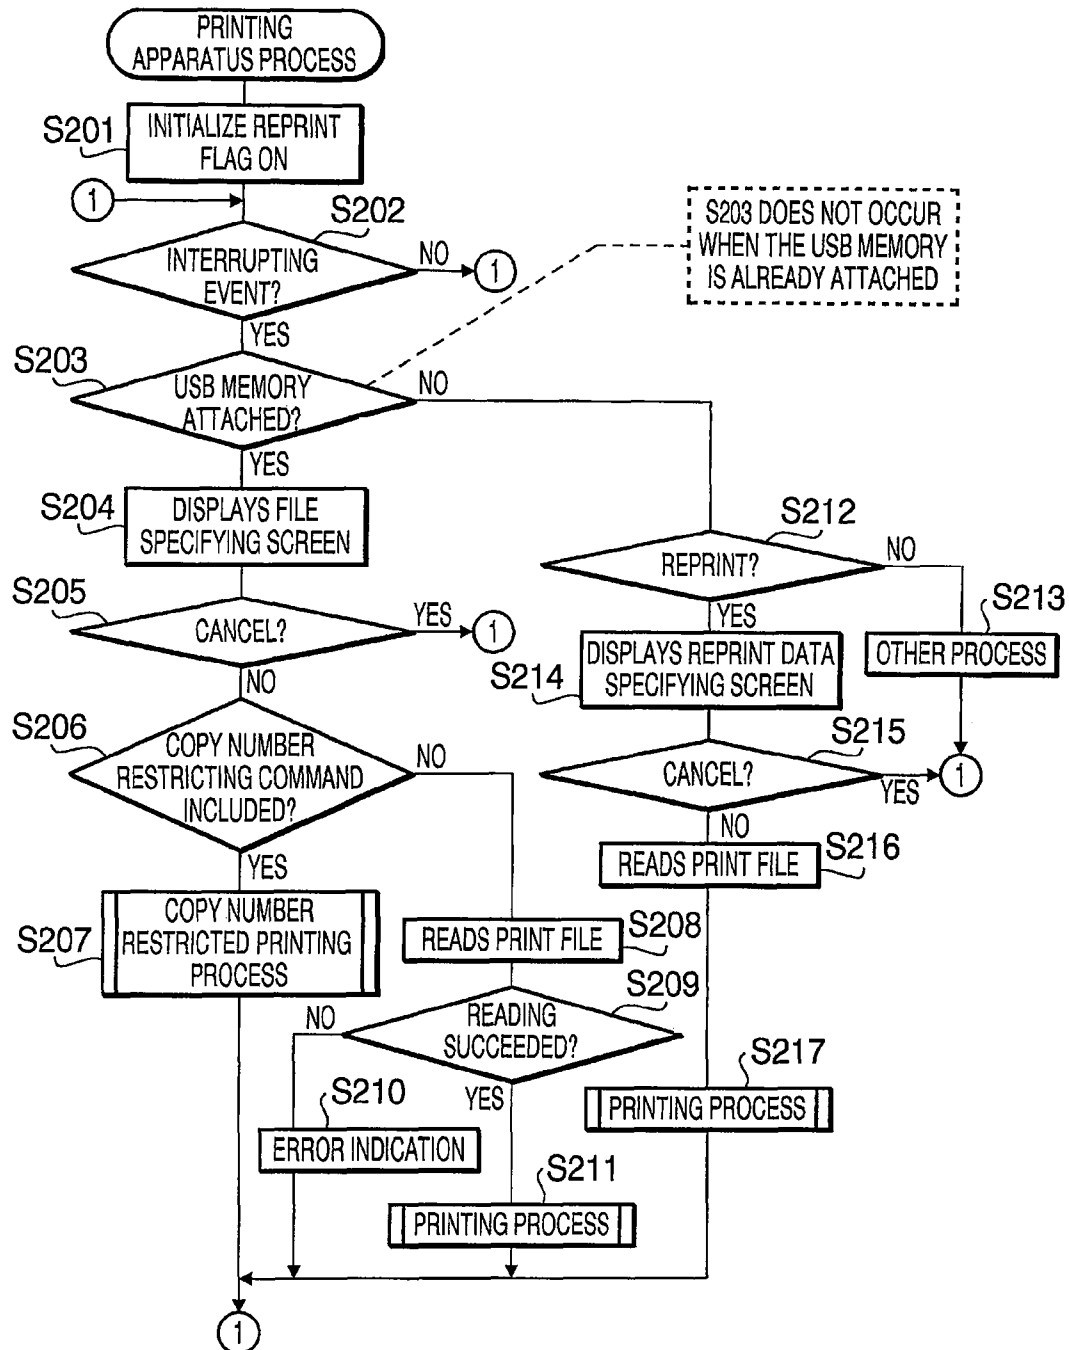 PRINTING
APPARATUS PROCESS
S201
INITIALIZE REPRINT
FLAG ON
1
S202
INTERRUPTING
EVENT?
NO
1
YES
S203 DOES NOT OCCUR
WHEN THE USB MEMORY
IS ALREADY ATTACHED
S203
USB MEMORY
ATTACHED?
NO
YES
S204
DISPLAYS FILE
SPECIFYING SCREEN
S205
CANCEL?
YES
1
NO
S206
COPY NUMBER
RESTRICTING COMMAND
INCLUDED?
NO
YES
S207
COPY NUMBER
RESTRICTED PRINTING
PROCESS
READS PRINT FILE
S208
S209
READING
SUCCEEDED?
NO
YES
S210
ERROR INDICATION
S211
PRINTING PROCESS
S212
REPRINT?
NO
YES
S213
OTHER PROCESS
S214
DISPLAYS REPRINT DATA
SPECIFYING SCREEN
S215
CANCEL?
YES
1
NO
READS PRINT FILE
S216
S217
PRINTING PROCESS
1